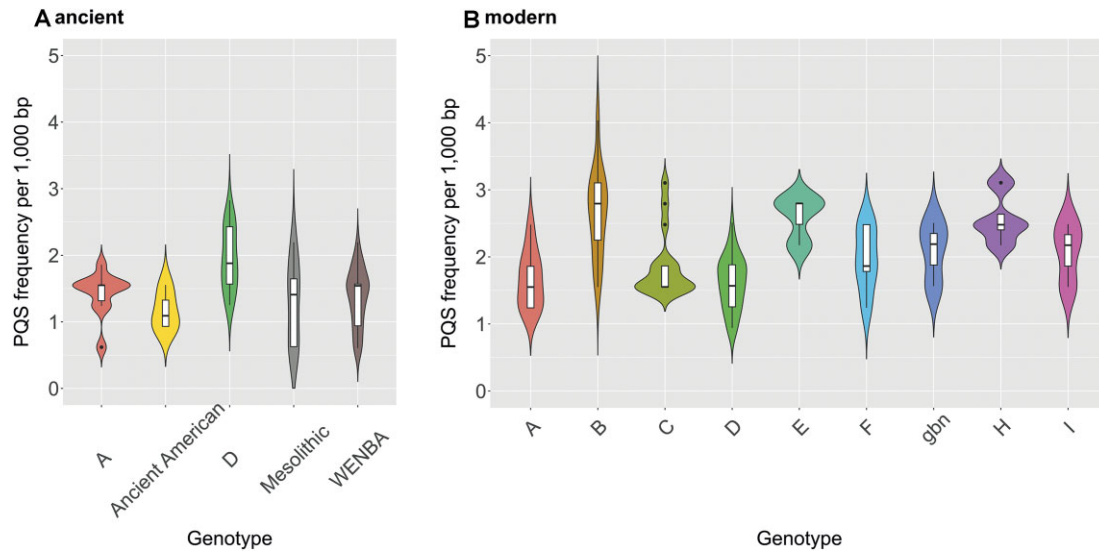 A ancient
PQS frequency per 1,000 bp
5
4
3
2
1
0
A
Ancient American
D
Mesolithic
WENBA
Genotype
B modern
PQS frequency per 1,000 bp
5
4
3
2
1
0
A
B
C
D
E
F
gbn
H
I
Genotype